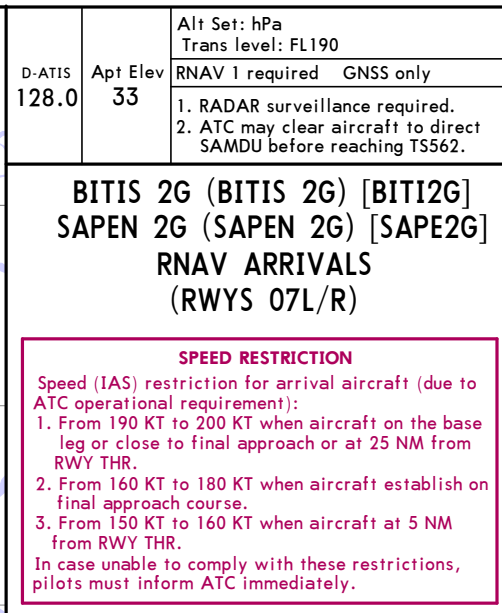 D-ATIS
128.0
Apt Elev
33
Alt Set: hPa
Trans level: FL190
RNAV 1 required GNSS only
1. RADAR surveillance required.
2. ATC may clear aircraft to direct
SAMDU before reaching TS562.
BITIS 2G (BITIS 2G) [BITI2G]
SAPEN 2G (SAPEN 2G) [SAPE2G]
RNAV ARRIVALS
(RWYS 07L/R)
SPEED RESTRICTION
Speed (IAS) restriction for arrival aircraft (due to
ATC operational requirement):
1. From 190 KT to 200 KT when aircraft on the base
leg or close to final approach or at 25 NM from
RWY THR.
2. From 160 KT to 180 KT when aircraft establish on
final approach course.
3. From 150 KT to 160 KT when aircraft at 5 NM
from RWY THR.
In case unable to comply with these restrictions,
pilots must inform ATC immediately.